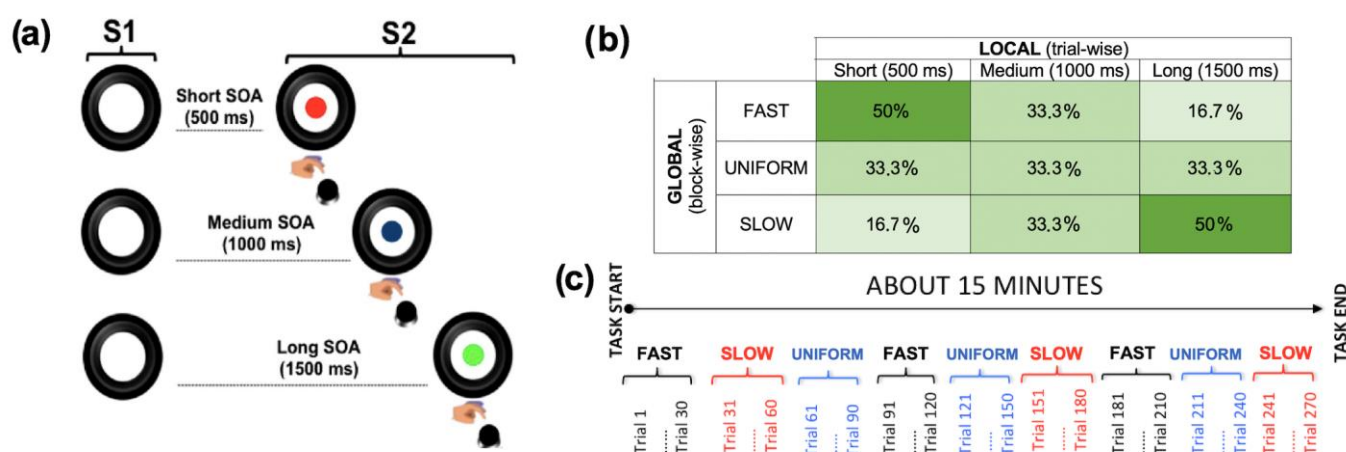 (a)
S1
S2
Short SOA
(500 ms)
Medium SOA
(1000 ms)
Long SOA
(1500 ms)
(b)
LOCAL (trial-wise)
Short (500 ms) Medium (1000 ms) Long (1500 ms)
GLOBAL
(block-wise)
FAST 50% 33.3% 16.7%
UNIFORM 33.3% 33.3% 33.3%
SLOW 16.7% 33.3% 50%
(c)
TASK START
ABOUT 15 MINUTES
TASK END
FAST SLOW UNIFORM FAST UNIFORM SLOW FAST UNIFORM SLOW
Trial 1
Trial 30
Trial 31
Trial 60
Trial 61
Trial 90
Trial 91
Trial 120
Trial 121
Trial 150
Trial 151
Trial 180
Trial 181
Trial 210
Trial 211
Trial 240
Trial 241
Trial 270